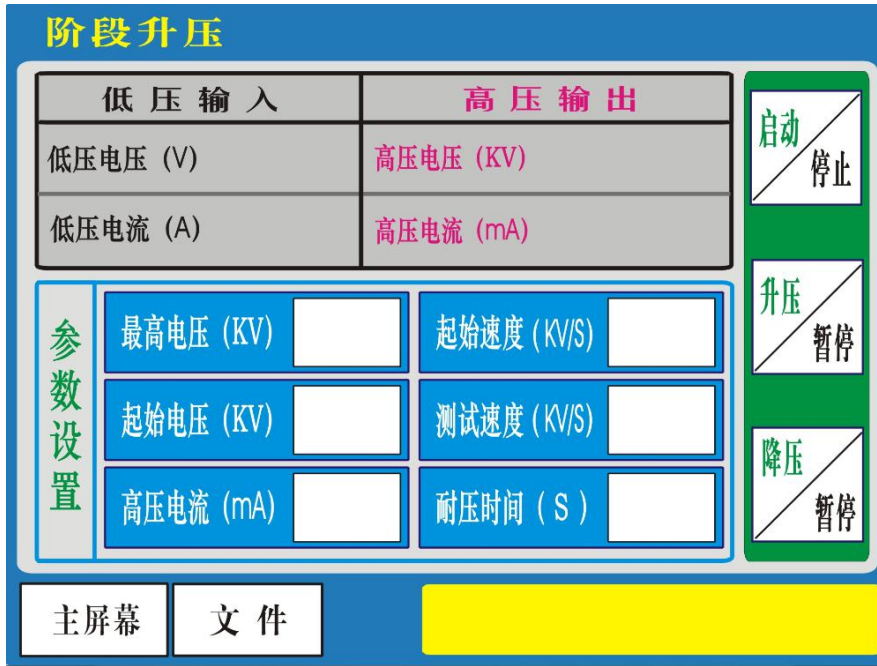 阶段升压
低压输入 高压输出
低压电压 (V) 高压电压 (KV)
低压电流 (A) 高压电流 (mA)
启动
停止
升压
暂停
降压
暂停
参数设置
最高电压 (KV) 起始速度 (KV/S)
起始电压 (KV) 测试速度 (KV/S)
高压电流 (mA) 耐压时间 ( S )
主屏幕 文件